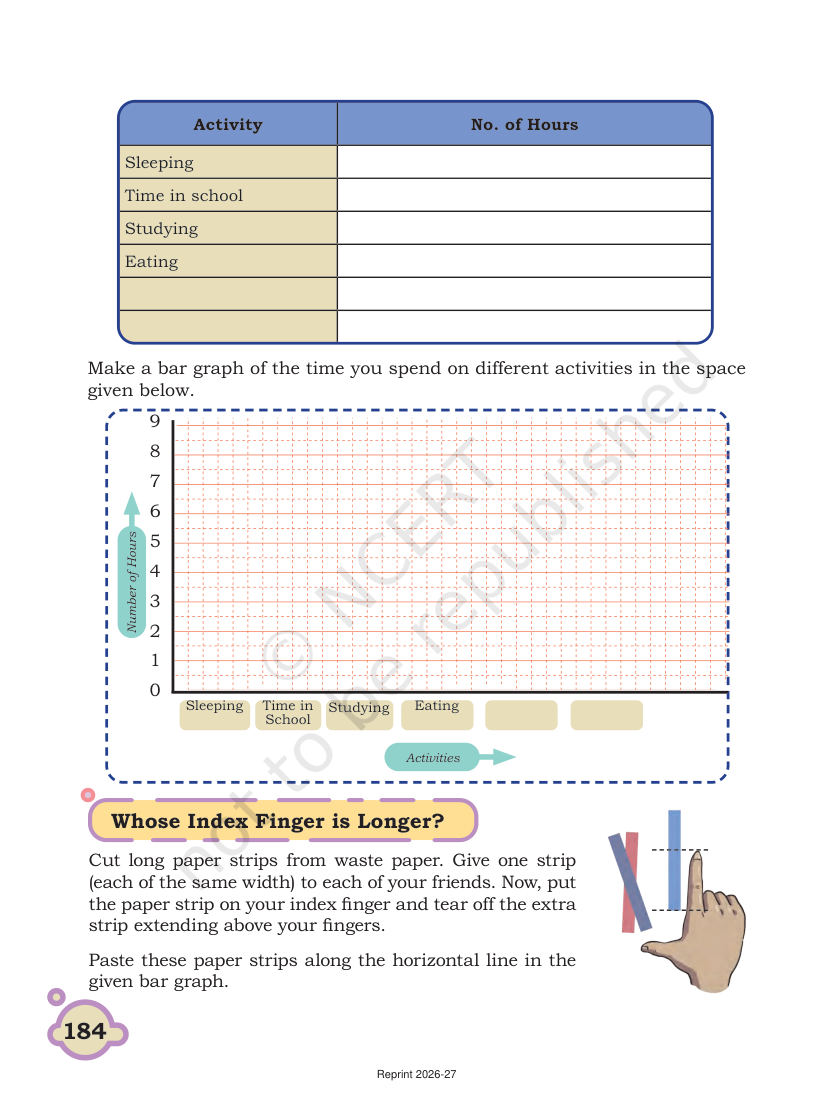 Activity No. of Hours
Sleeping
Time in school
Studying
Eating
Make a bar graph of the time you spend on different activities in the space
given below.
9
8
7
6
5
4
3
2
1
0
Number of Hours
Sleeping Time in School Studying Eating
Activities
© NCERT
not to be republished
Whose Index Finger is Longer?
Cut long paper strips from waste paper. Give one strip
(each of the same width) to each of your friends. Now, put
the paper strip on your index finger and tear off the extra
strip extending above your fingers.
Paste these paper strips along the horizontal line in the
given bar graph.
184
Reprint 2026-27